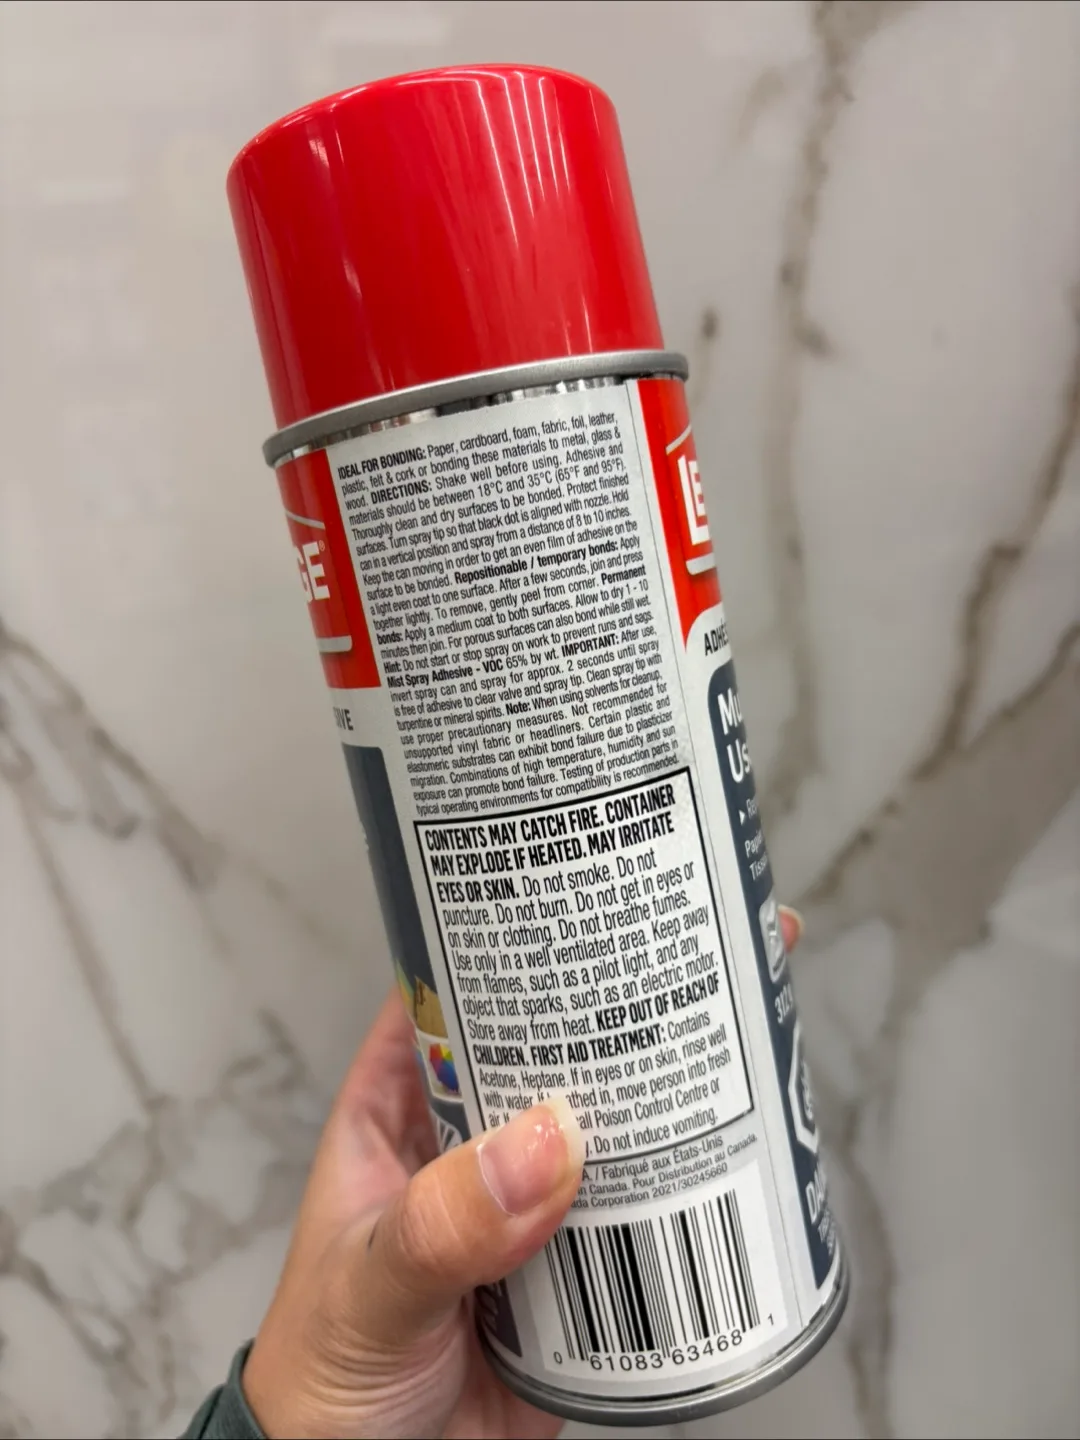 IDEAL FOR BONDING: Paper, cardboard, foam, fabric, foil, leather,
plastic, felt & cork or bonding these materials to metal, glass &
wood. DIRECTIONS: Shake well before using. Adhesive and
materials should be between 18°C and 35°C (65°F and 95°F).
Thoroughly clean and dry surfaces to be bonded. Protect finished
surfaces. Turn spray tip so that black dot is aligned with nozzle. Hold
can in a vertical position and spray from a distance of 8 to 10 inches.
Keep the can moving in order to get an even film of adhesive on the
surface to be bonded. Repositionable / temporary bonds: Apply
a light even coat to one surface. After a few seconds, join and press
together lightly. To remove, gently peel from corner. Permanent
bonds: Apply a medium coat to both surfaces. Allow to dry 1 - 10
minutes then join. For porous surfaces can also bond while still wet.
Hint: Do not start or stop spray on work to prevent runs and sags.
Mist Spray Adhesive - VOC 65% by wt. IMPORTANT: After use,
invert spray can and spray for approx. 2 seconds until spray
is free of adhesive to clear valve and spray tip. Clean spray tip with
turpentine or mineral spirits. Note: When using solvents for cleanup,
use proper precautionary measures. Not recommended for
unsupported vinyl fabric or headliners. Certain plastic and
elastomeric substrates can exhibit bond failure due to plasticizer
migration. Combinations of high temperature, humidity and sun
exposure can promote bond failure. Testing of production parts in
typical operating environments for compatibility is recommended.
CONTENTS MAY CATCH FIRE. CONTAINER
MAY EXPLODE IF HEATED. MAY IRRITATE
EYES OR SKIN. Do not smoke. Do not
puncture. Do not burn. Do not get in eyes or
on skin or clothing. Do not breathe fumes.
Use only in a well ventilated area. Keep away
from flames, such as a pilot light, and any
object that sparks, such as an electric motor.
Store away from heat. KEEP OUT OF REACH OF
CHILDREN. FIRST AID TREATMENT: Contains
Acetone, Heptane. If in eyes or on skin, rinse well
with water. If athed in, move person into fresh
air. all Poison Control Centre or
Do not induce vomiting.
A. / Fabriqué aux États-Unis
in Canada. Pour Distribution au Canada.
da Corporation 2021/30245660
0 61083 63468 1
GE®
IVE
LE
ADHÉ
Mu
Us